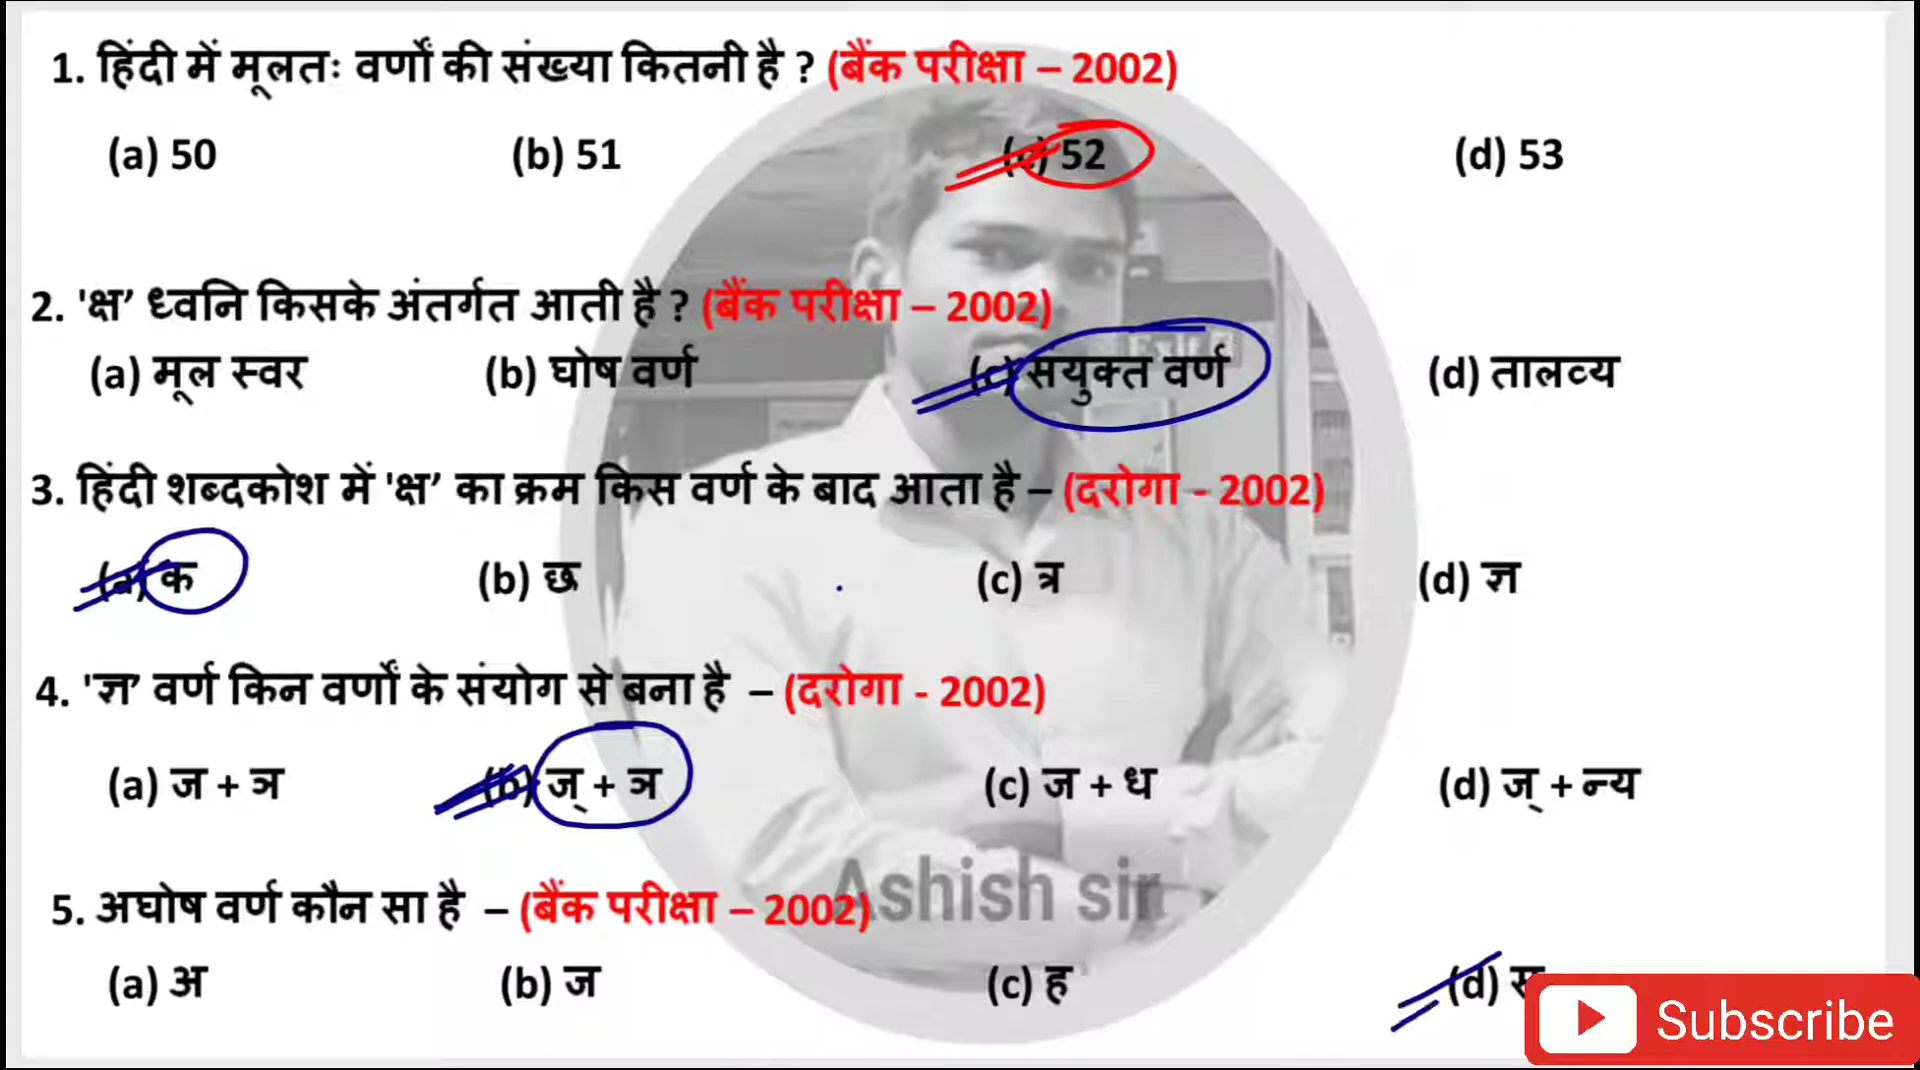 1. हिंदी में मूलतः वर्णों की संख्या कितनी है ? (बैंक परीक्षा – 2002)
(a) 50 (b) 51 (c) 52 (d) 53
2. 'क्ष’ ध्वनि किसके अंतर्गत आती है ? (बैंक परीक्षा – 2002)
Exit
(a) मूल स्वर (b) घोष वर्ण (c) सयुक्त वर्ण (d) तालव्य
3. हिंदी शब्दकोश में 'क्ष’ का क्रम किस वर्ण के बाद आता है – (दरोगा - 2002)
(a) क (b) छ (c) त्र (d) ज्ञ
4. 'ज्ञ’ वर्ण किन वर्णों के संयोग से बना है – (दरोगा - 2002)
(a) ज + ञ (b) ज् + ञ (c) ज + ध (d) ज् + न्य
5. अघोष वर्ण कौन सा है – (बैंक परीक्षा – 2002)
Ashish sir
(a) अ (b) ज (c) ह (d)
Subscribe